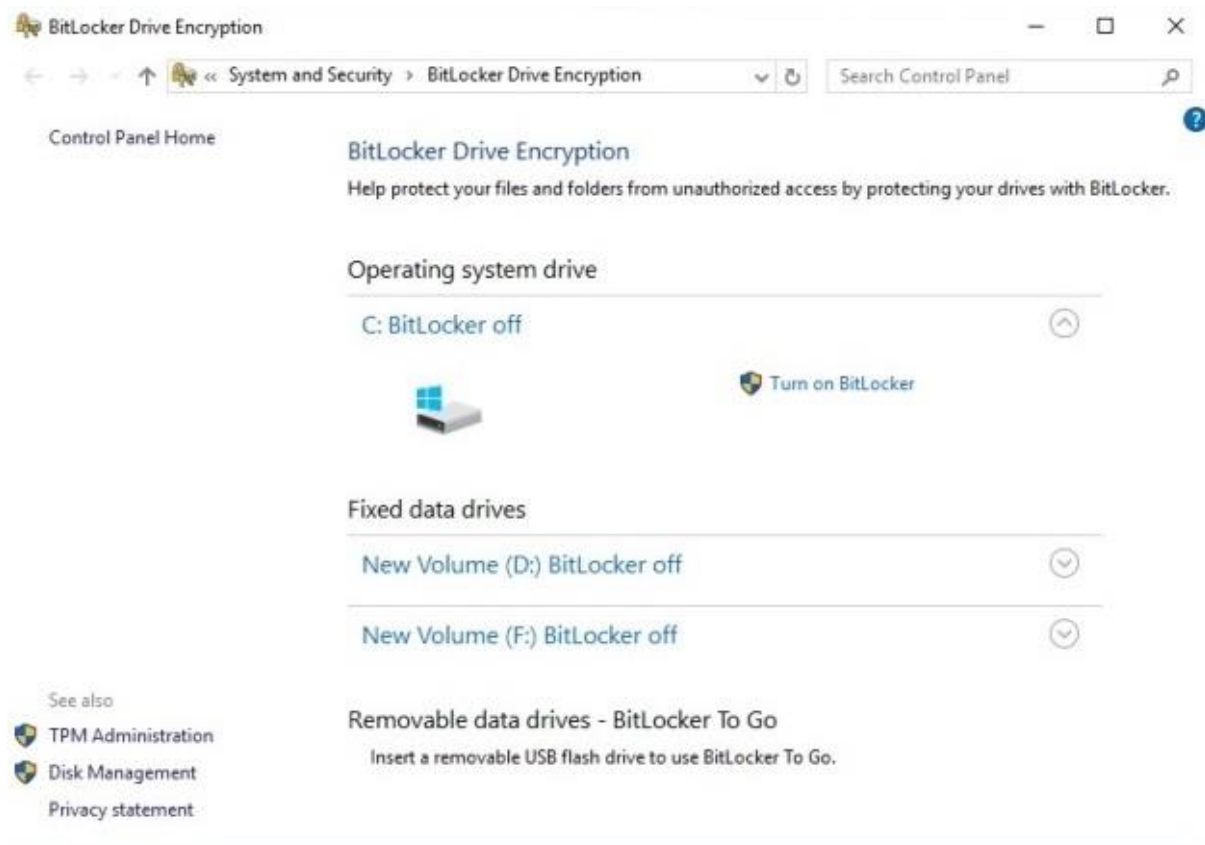 BitLocker Drive Encryption
« System and Security > BitLocker Drive Encryption
Search Control Panel
Control Panel Home
BitLocker Drive Encryption
Help protect your files and folders from unauthorized access by protecting your drives with BitLocker.
Operating system drive
C: BitLocker off
Turn on BitLocker
Fixed data drives
New Volume (D:) BitLocker off
New Volume (F:) BitLocker off
Removable data drives - BitLocker To Go
Insert a removable USB flash drive to use BitLocker To Go.
See also
TPM Administration
Disk Management
Privacy statement